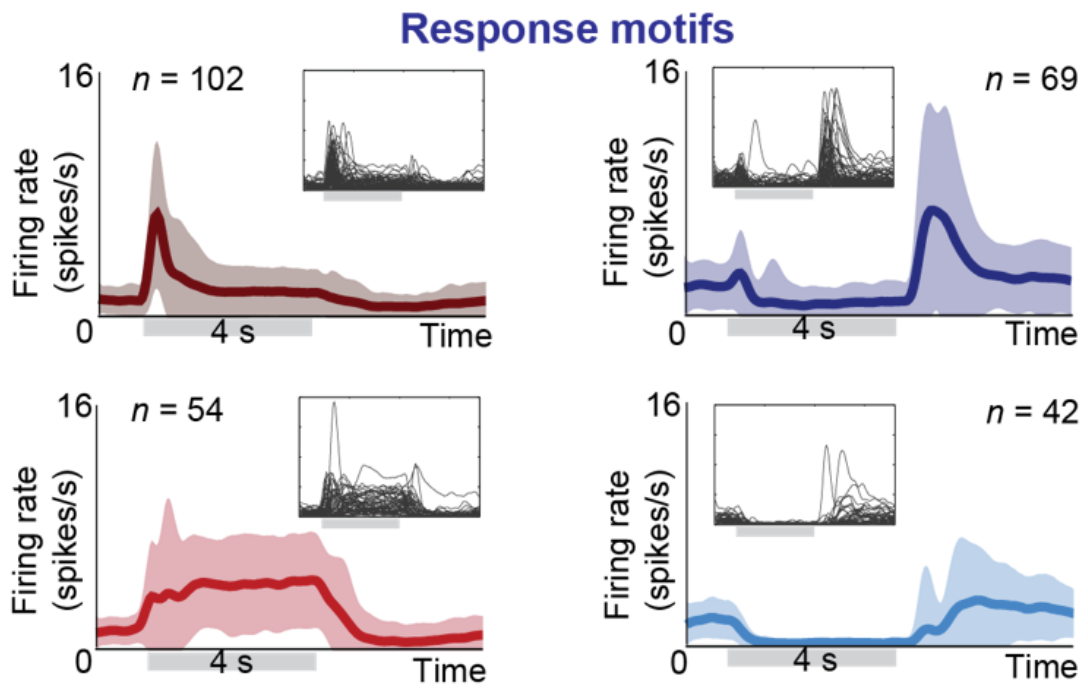 Response motifs
16
n = 102
Firing rate
(spikes/s)
0
4 s
Time
16
n = 69
Firing rate
(spikes/s)
0
4 s
Time
16
n = 54
Firing rate
(spikes/s)
0
4 s
Time
16
n = 42
Firing rate
(spikes/s)
0
4 s
Time